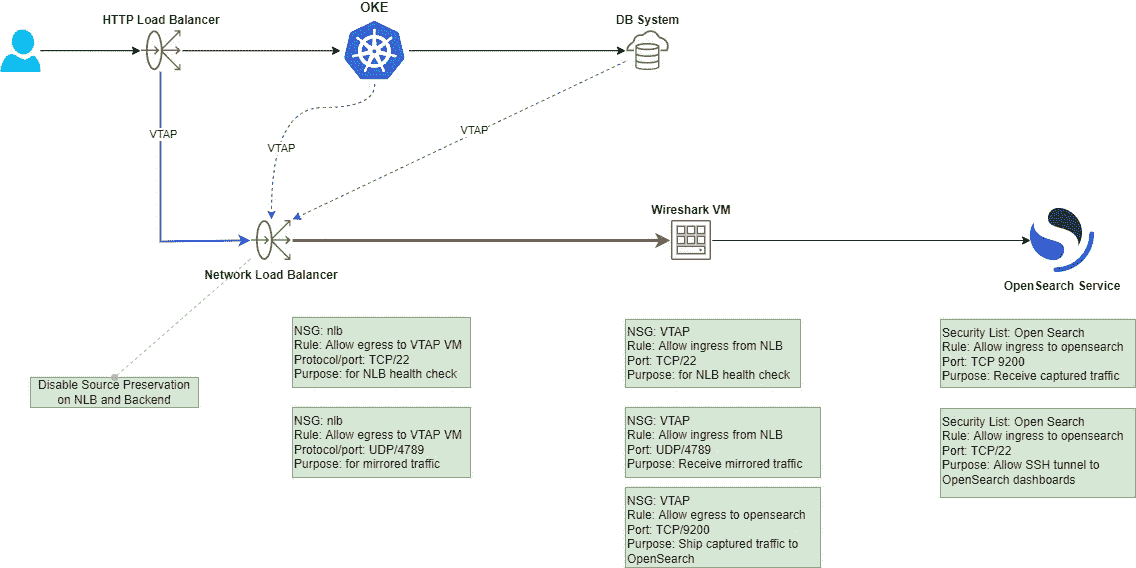 HTTP Load Balancer
OKE
DB System
VTAP
VTAP
VTAP
Wireshark VM
Network Load Balancer
OpenSearch Service
Disable Source Preservation
on NLB and Backend
NSG: nlb
Rule: Allow egress to VTAP VM
Protocol/port: TCP/22
Purpose: for NLB health check
NSG: nlb
Rule: Allow egress to VTAP VM
Protocol/port: UDP/4789
Purpose: for mirrored traffic
NSG: VTAP
Rule: Allow ingress from NLB
Port: TCP/22
Purpose: for NLB health check
NSG: VTAP
Rule: Allow ingress from NLB
Port: UDP/4789
Purpose: Receive mirrored traffic
NSG: VTAP
Rule: Allow egress to opensearch
Port: TCP/9200
Purpose: Ship captured traffic to
OpenSearch
Security List: Open Search
Rule: Allow ingress to opensearch
Port: TCP 9200
Purpose: Receive captured traffic
Security List: Open Search
Rule: Allow ingress to opensearch
Port: TCP/22
Purpose: Allow SSH tunnel to
OpenSearch dashboards